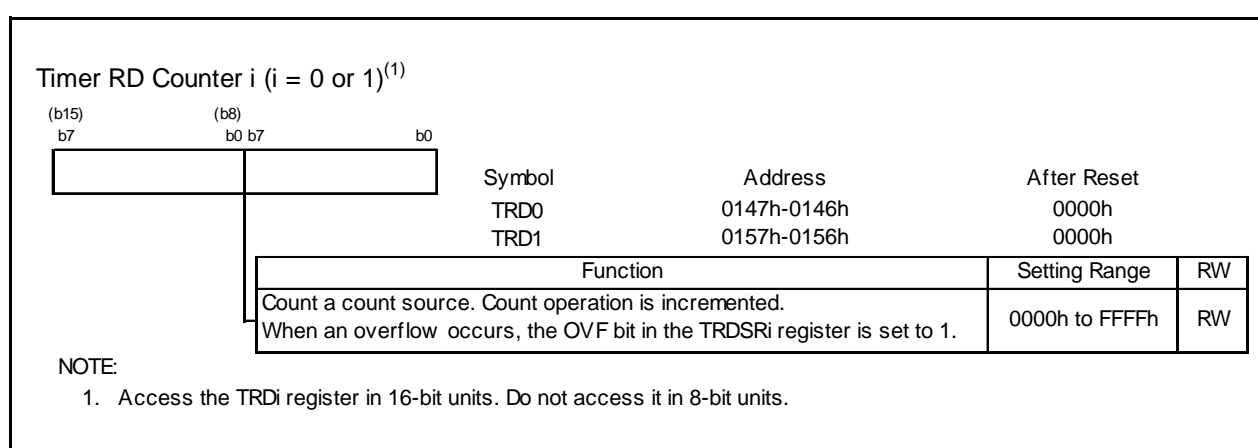 Timer RD Counter i (i = 0 or 1)(1)
(b15) (b8)
b7 b0 b7 b0
Symbol Address After Reset
TRD0 0147h-0146h 0000h
TRD1 0157h-0156h 0000h
Function Setting Range RW
Count a count source. Count operation is incremented.
When an overflow occurs, the OVF bit in the TRDSRi register is set to 1.
0000h to FFFFh RW
NOTE:
1. Access the TRDi register in 16-bit units. Do not access it in 8-bit units.